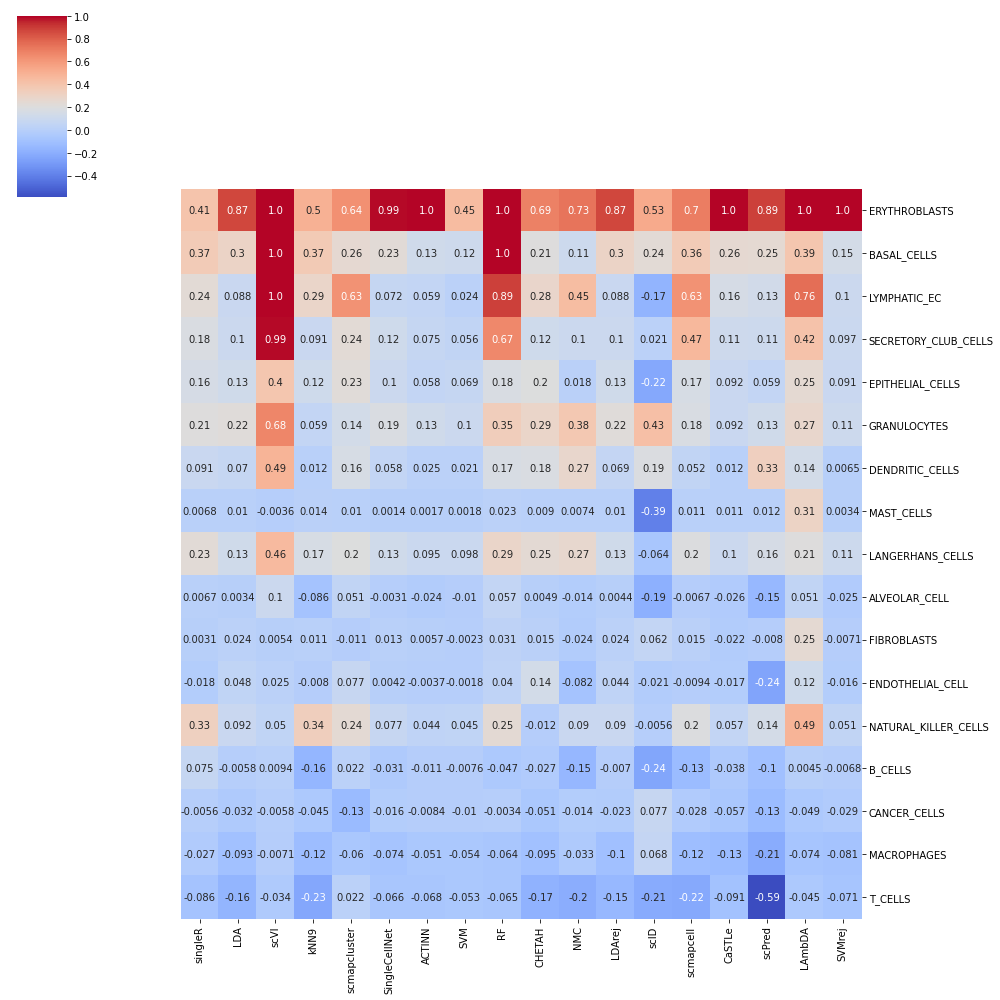 1.0
0.8
0.6
0.4
0.2
0.0
−0.2
−0.4
0.41 0.87 1.0 0.5 0.64 0.99 1.0 0.45 1.0 0.69 0.73 0.87 0.53 0.7 1.0 0.89 1.0 1.0 ERYTHROBLASTS
0.37 0.3 1.0 0.37 0.26 0.23 0.13 0.12 1.0 0.21 0.11 0.3 0.24 0.36 0.26 0.25 0.39 0.15 BASAL_CELLS
0.24 0.088 1.0 0.29 0.63 0.072 0.059 0.024 0.89 0.28 0.45 0.088 -0.17 0.63 0.16 0.13 0.76 0.1 LYMPHATIC_EC
0.18 0.1 0.99 0.091 0.24 0.12 0.075 0.056 0.67 0.12 0.1 0.1 0.021 0.47 0.11 0.11 0.42 0.097 SECRETORY_CLUB_CELLS
0.16 0.13 0.4 0.12 0.23 0.1 0.058 0.069 0.18 0.2 0.018 0.13 -0.22 0.17 0.092 0.059 0.25 0.091 EPITHELIAL_CELLS
0.21 0.22 0.68 0.059 0.14 0.19 0.13 0.1 0.35 0.29 0.38 0.22 0.43 0.18 0.092 0.13 0.27 0.11 GRANULOCYTES
0.091 0.07 0.49 0.012 0.16 0.058 0.025 0.021 0.17 0.18 0.27 0.069 0.19 0.052 0.012 0.33 0.14 0.0065 DENDRITIC_CELLS
0.0068 0.01 -0.0036 0.014 0.01 0.0014 0.0017 0.0018 0.023 0.009 0.0074 0.01 -0.39 0.011 0.011 0.012 0.31 0.0034 MAST_CELLS
0.23 0.13 0.46 0.17 0.2 0.13 0.095 0.098 0.29 0.25 0.27 0.13 -0.064 0.2 0.1 0.16 0.21 0.11 LANGERHANS_CELLS
0.0067 0.0034 0.1 -0.086 0.051 -0.0031 -0.024 -0.01 0.057 0.0049 -0.014 0.0044 -0.19 -0.0067 -0.026 -0.15 0.051 -0.025 ALVEOLAR_CELL
0.0031 0.024 0.0054 0.011 -0.011 0.013 0.0057 -0.0023 0.031 0.015 -0.024 0.024 0.062 0.015 -0.022 -0.008 0.25 -0.0071 FIBROBLASTS
-0.018 0.048 0.025 -0.008 0.077 0.0042 -0.0037 -0.0018 0.04 0.14 -0.082 0.044 -0.021 -0.0094 -0.017 -0.24 0.12 -0.016 ENDOTHELIAL_CELL
0.33 0.092 0.05 0.34 0.24 0.077 0.044 0.045 0.25 -0.012 0.09 0.09 -0.0056 0.2 0.057 0.14 0.49 0.051 NATURAL_KILLER_CELLS
0.075 -0.0058 0.0094 -0.16 0.022 -0.031 -0.011 -0.0076 -0.047 -0.027 -0.15 -0.007 -0.24 -0.13 -0.038 -0.1 0.0045 -0.0068 B_CELLS
-0.0056 -0.032 -0.0058 -0.045 -0.13 -0.016 -0.0084 -0.01 -0.0034 -0.051 -0.014 -0.023 0.077 -0.028 -0.057 -0.13 -0.049 -0.029 CANCER_CELLS
-0.027 -0.093 -0.0071 -0.12 -0.06 -0.074 -0.051 -0.054 -0.064 -0.095 -0.033 -0.1 0.068 -0.12 -0.13 -0.21 -0.074 -0.081 MACROPHAGES
-0.086 -0.16 -0.034 -0.23 0.022 -0.066 -0.068 -0.053 -0.065 -0.17 -0.2 -0.15 -0.21 -0.22 -0.091 -0.59 -0.045 -0.071 T_CELLS
singleR LDA scVI kNN9 scmapcluster SingleCellNet ACTINN SVM RF CHETAH NMC LDArej scID scmapcell CaSTLe scPred LAmbDA SVMrej